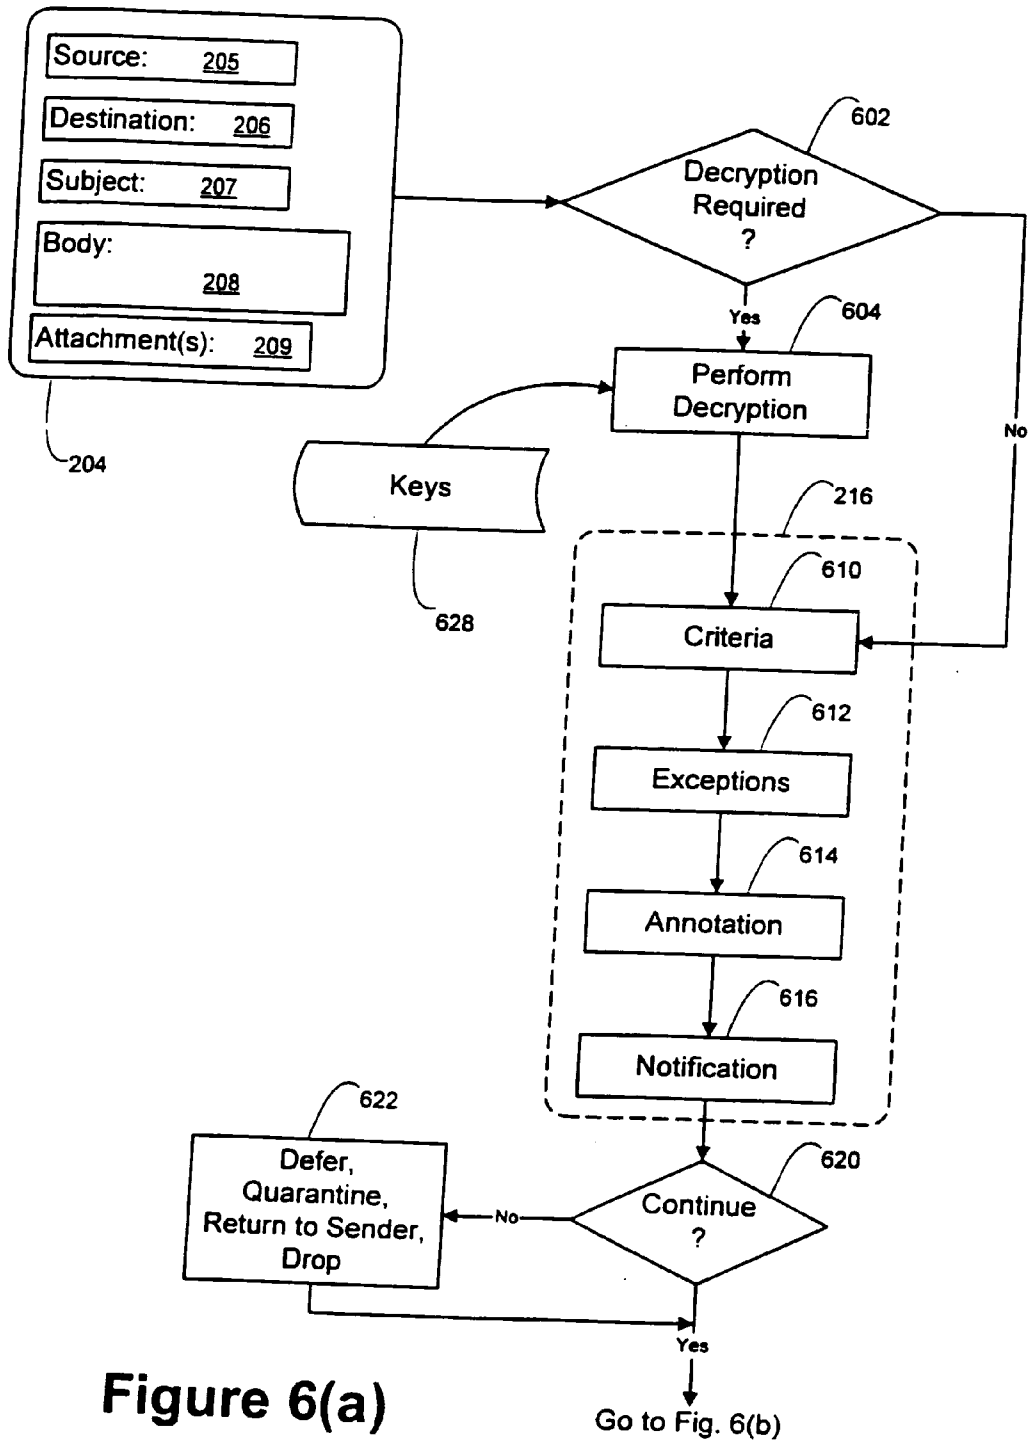 Source: 205
Destination: 206
Subject: 207
Body:
208
Attachment(s): 209
204
602
Decryption
Required
?
Yes
604
Perform
Decryption
No
Keys
628
216
610
Criteria
612
Exceptions
614
Annotation
616
Notification
622
Defer,
Quarantine,
Return to Sender,
Drop
No
620
Continue
?
Yes
Go to Fig. 6(b)
Figure 6(a)